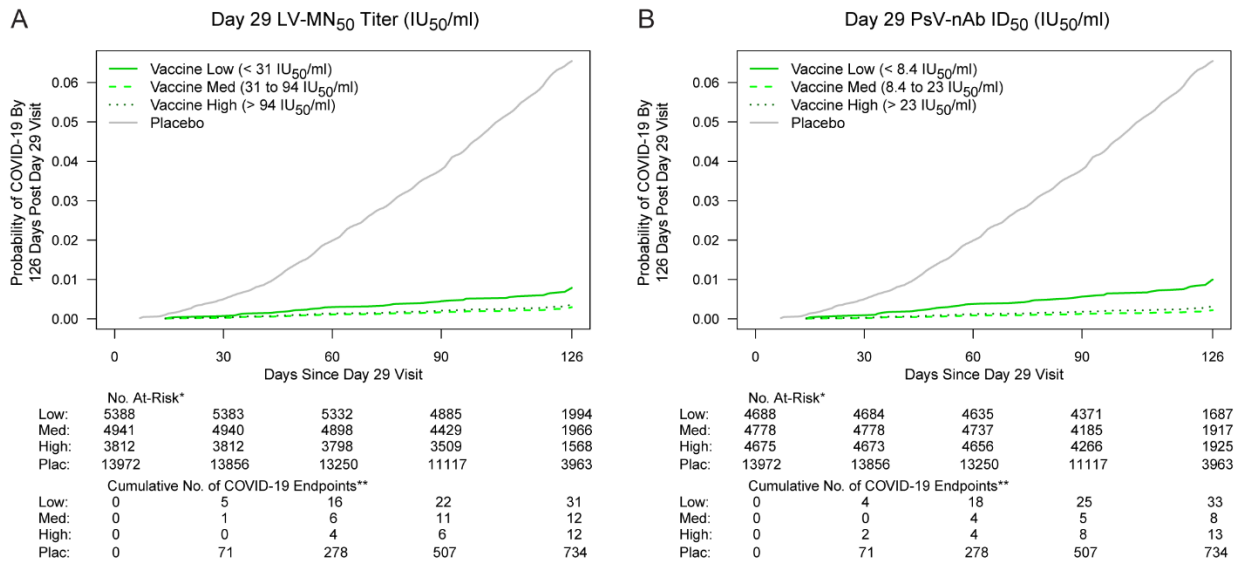 A
Day 29 LV-MN50 Titer (IU50/ml)
Vaccine Low (< 31 IU50/ml)
Vaccine Med (31 to 94 IU50/ml)
Vaccine High (> 94 IU50/ml)
Placebo
Probability of COVID-19 By
126 Days Post Day 29 Visit
0.06
0.05
0.04
0.03
0.02
0.01
0.00
0 30 60 90 126
Days Since Day 29 Visit
No. At-Risk*
Low: 5388 5383 5332 4885 1994
Med: 4941 4940 4898 4429 1966
High: 3812 3812 3798 3509 1568
Plac: 13972 13856 13250 11117 3963
Cumulative No. of COVID-19 Endpoints**
Low: 0 5 16 22 31
Med: 0 1 6 11 12
High: 0 0 4 6 12
Plac: 0 71 278 507 734
B
Day 29 PsV-nAb ID50 (IU50/ml)
Vaccine Low (< 8.4 IU50/ml)
Vaccine Med (8.4 to 23 IU50/ml)
Vaccine High (> 23 IU50/ml)
Placebo
Probability of COVID-19 By
126 Days Post Day 29 Visit
0.06
0.05
0.04
0.03
0.02
0.01
0.00
0 30 60 90 126
Days Since Day 29 Visit
No. At-Risk*
Low: 4688 4684 4635 4371 1687
Med: 4778 4778 4737 4185 1917
High: 4675 4673 4656 4266 1925
Plac: 13972 13856 13250 11117 3963
Cumulative No. of COVID-19 Endpoints**
Low: 0 4 18 25 33
Med: 0 0 4 5 8
High: 0 2 4 8 13
Plac: 0 71 278 507 734